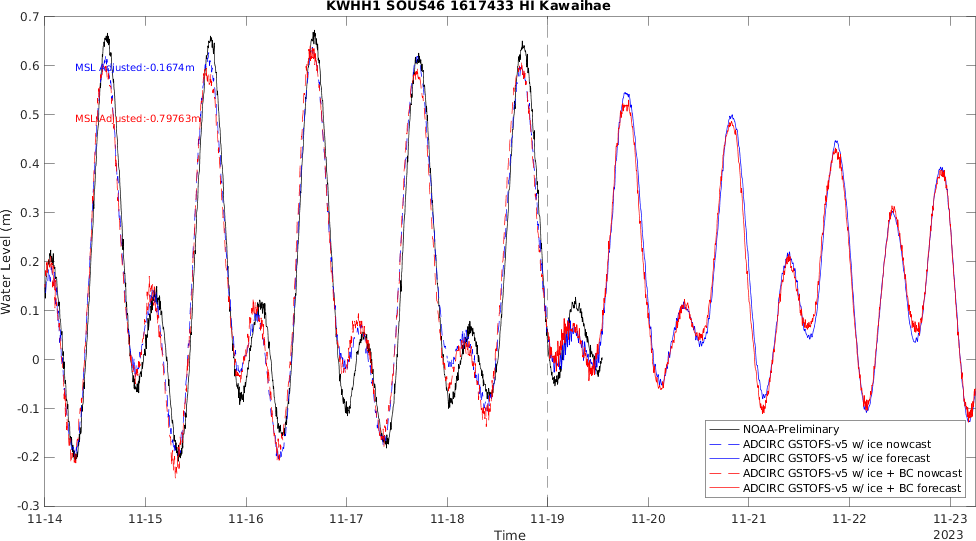 KWHH1 SOUS46 1617433 HI Kawaihae
0.7
0.6
0.5
0.4
0.3
0.2
0.1
0
-0.1
-0.2
-0.3
Water Level (m)
MSL Adjusted:-0.1674m
MSL Adjusted:-0.79763m
NOAA-Preliminary
ADCIRC GSTOFS-v5 w/ ice nowcast
ADCIRC GSTOFS-v5 w/ ice forecast
ADCIRC GSTOFS-v5 w/ ice + BC nowcast
ADCIRC GSTOFS-v5 w/ ice + BC forecast
11-14 11-15 11-16 11-17 11-18 11-19 11-20 11-21 11-22 11-23
Time
2023